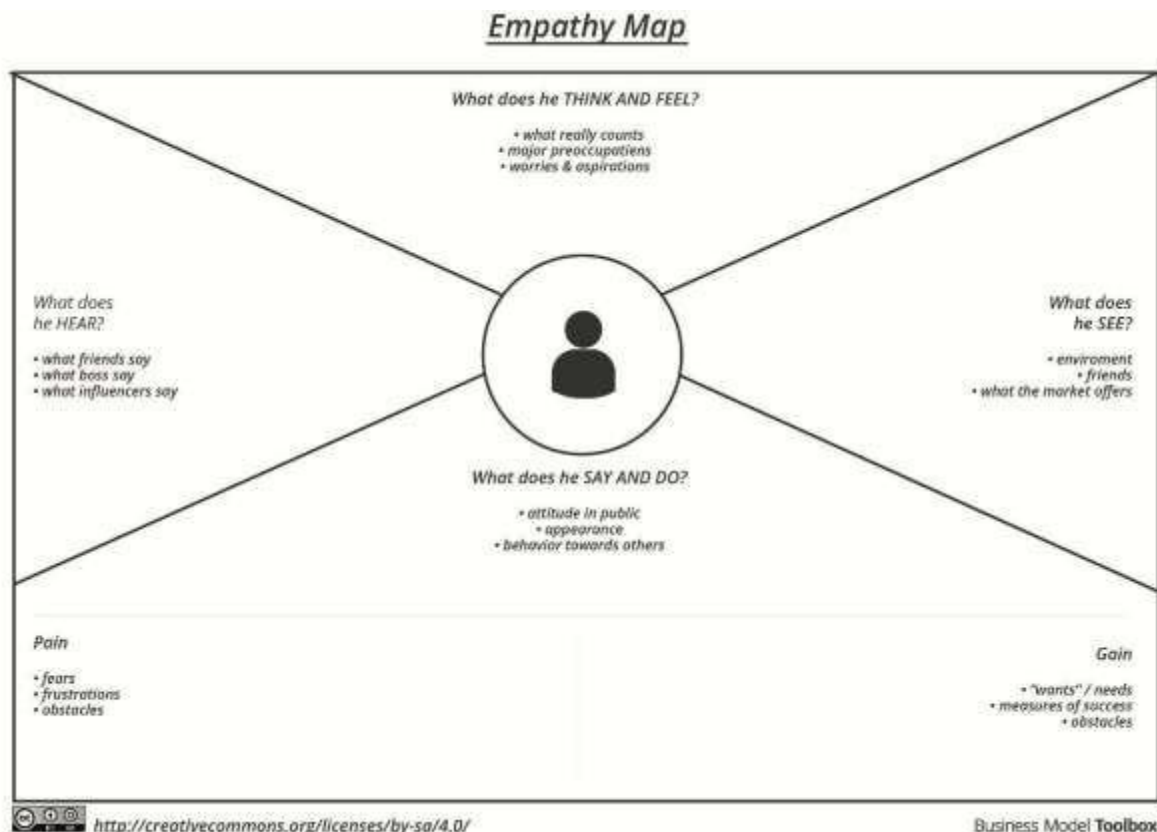 Empathy Map
What does he THINK AND FEEL?
• what really counts
• major preoccupatiens
• worries & aspirations
What does
he HEAR?
• what friends say
• what boss say
• what influencers say
What does
he SEE?
• enviroment
• friends
• what the market offers
What does he SAY AND DO?
• attitude in public
• appearance
• behavior towards others
Pain
• fears
• frustrations
• obstacles
Gain
• "wants" / needs
• measures of success
• obstacles
http://creativecommons.org/licenses/by-sa/4.0/
Business Model Toolbox